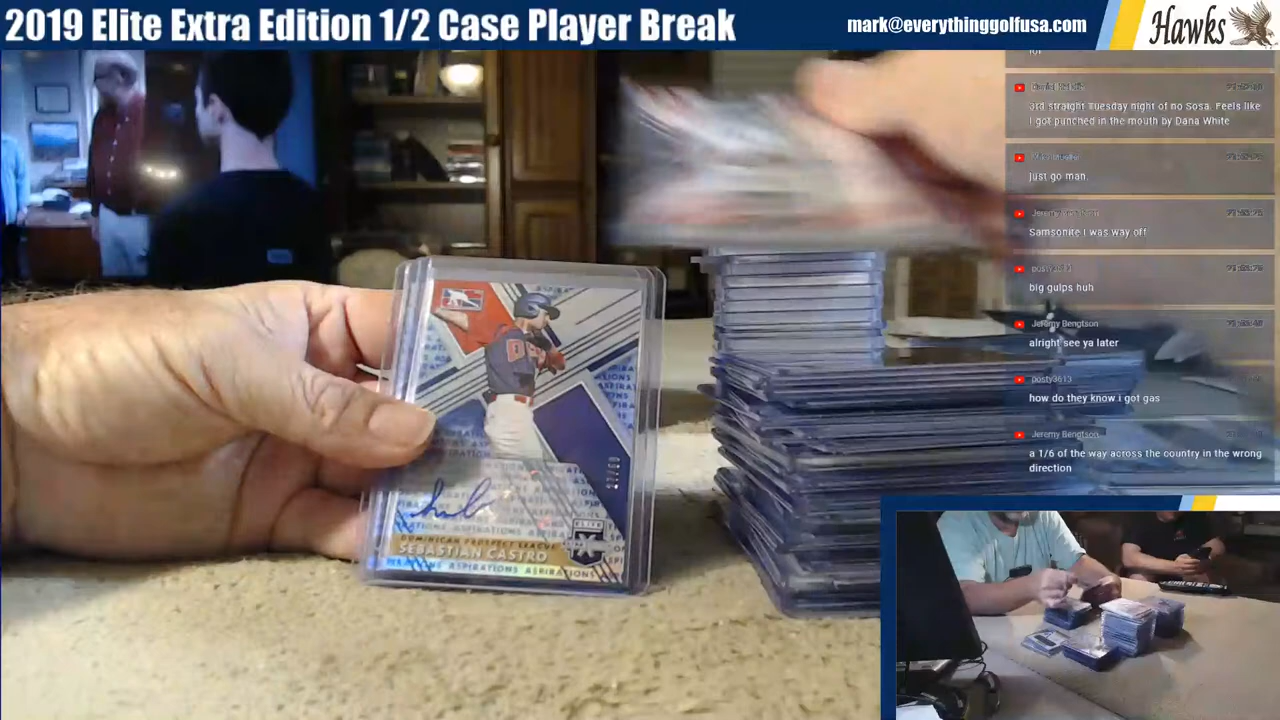 2019 Elite Extra Edition 1/2 Case Player Break
mark@everythinggolfusa.com
Hawks
3rd straight Tuesday night of no Sosa. Feels like
I got punched in the mouth by Dana White
just go man.
Samsonite I was way off
posty3613
big gulps huh
Jeremy Bengtson
alright see ya later
posty3613
how do they know i got gas
Jeremy Bengtson
a 1/6 of the way across the country in the wrong
direction
DOMINICAN PROSPECT LEAGUE
SEBASTIAN CASTRO
ASPIRATIONS ASPIRATIONS
ELITE